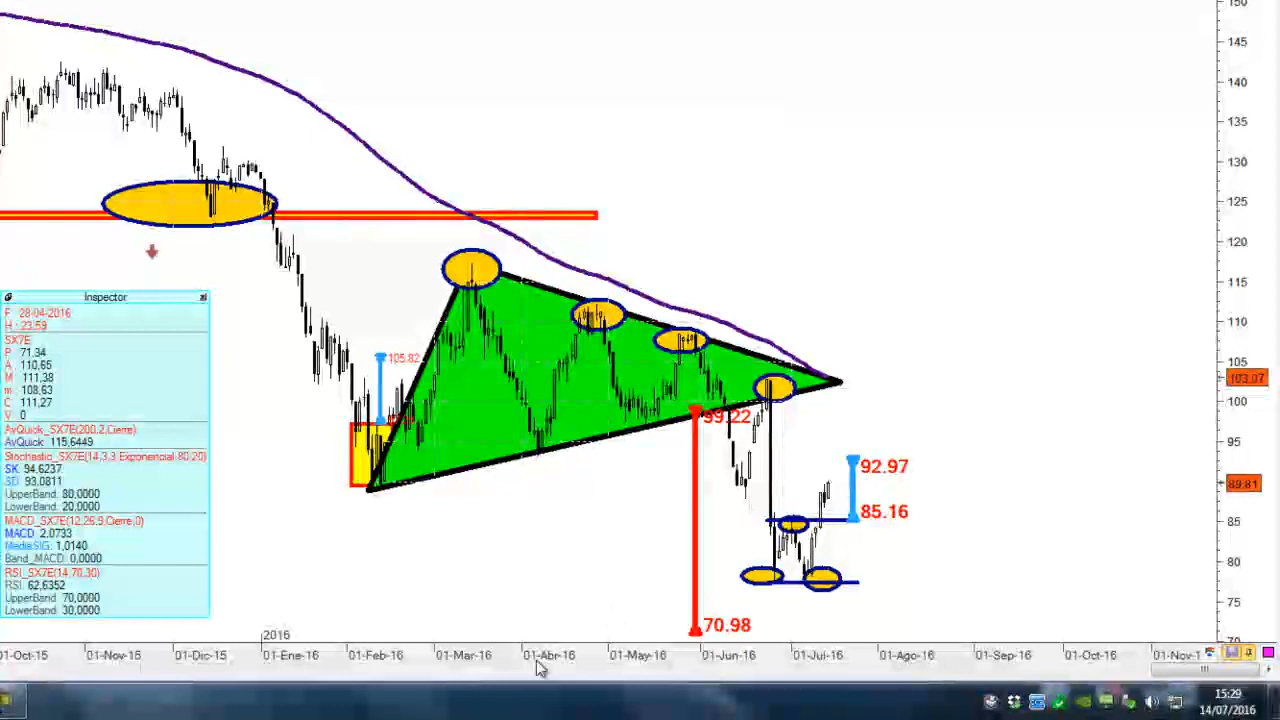 150
145
140
135
130
125
120
115
110
105
103.07
100
95
89.81
85
80
75
70
105.82
99.22
92.97
85.16
70.98
Inspector
F 28-04-2016
H 23:59
SX7E
P 71,34
A 110,65
M 111,38
m 108,63
C 111,27
V 0
AvQuick_SX7E(200,2,Cierre)
AvQuick 115,6449
Stochastic_SX7E(14,3,3 Exponencial 80,20)
SK 94,6237
SD 93,0811
UpperBand 80,0000
LowerBand 20,0000
MACD_SX7E(12,26,9,Cierre,0)
MACD 2,0733
MediaSIG 1,0140
Band_MACD 0,0000
RSI_SX7E(14,70,30)
RSI 62,6352
UpperBand 70,0000
LowerBand 30,0000
2016
01-Oct-15 01-Nov-15 01-Dic-15 01-Ene-16 01-Feb-16 01-Mar-16 01-Abr-16 01-May-16 01-Jun-16 01-Jul-16 01-Ago-16 01-Sep-16 01-Oct-16 01-Nov-1
15:29
14/07/2016